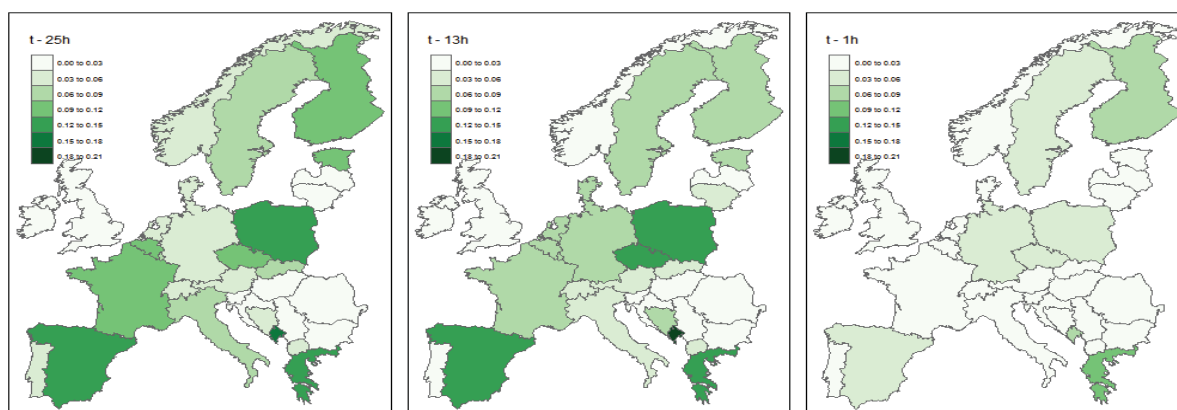 t - 25h
0.00 to 0.03
0.03 to 0.06
0.06 to 0.09
0.09 to 0.12
0.12 to 0.15
0.15 to 0.18
0.18 to 0.21
t - 13h
0.00 to 0.03
0.03 to 0.06
0.06 to 0.09
0.09 to 0.12
0.12 to 0.15
0.15 to 0.18
0.18 to 0.21
t - 1h
0.00 to 0.03
0.03 to 0.06
0.06 to 0.09
0.09 to 0.12
0.12 to 0.15
0.15 to 0.18
0.18 to 0.21